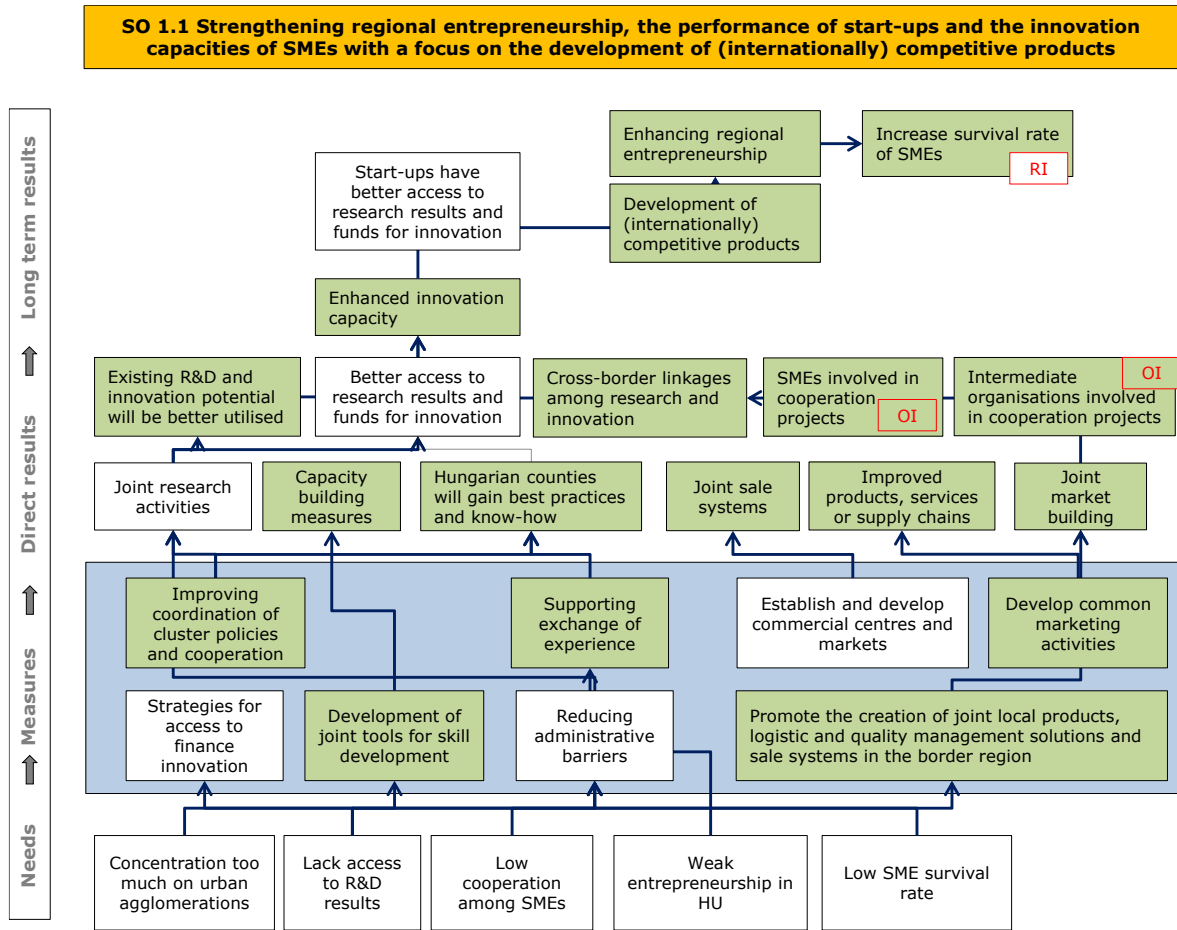 SO 1.1 Strengthening regional entrepreneurship, the performance of start-ups and the innovation
capacities of SMEs with a focus on the development of (internationally) competitive products
Long term results
Direct results
Measures
Needs
Enhancing regional
entrepreneurship
Increase survival rate
of SMEs
RI
Start-ups have
better access to
research results and
funds for innovation
Development of
(internationally)
competitive products
Enhanced innovation
capacity
Existing R&D and
innovation potential
will be better utilised
Better access to
research results and
funds for innovation
Cross-border linkages
among research and
innovation
SMEs involved in
cooperation
projects
OI
Intermediate
organisations involved
in cooperation projects
OI
Joint research
activities
Capacity
building
measures
Hungarian counties
will gain best practices
and know-how
Joint sale
systems
Improved
products, services
or supply chains
Joint
market
building
Improving
coordination of
cluster policies
and cooperation
Supporting
exchange of
experience
Establish and develop
commercial centres and
markets
Develop common
marketing
activities
Strategies for
access to
finance
innovation
Development of
joint tools for skill
development
Reducing
administrative
barriers
Promote the creation of joint local products,
logistic and quality management solutions and
sale systems in the border region
Concentration too
much on urban
agglomerations
Lack access
to R&D
results
Low
cooperation
among SMEs
Weak
entrepreneurship in
HU
Low SME survival
rate